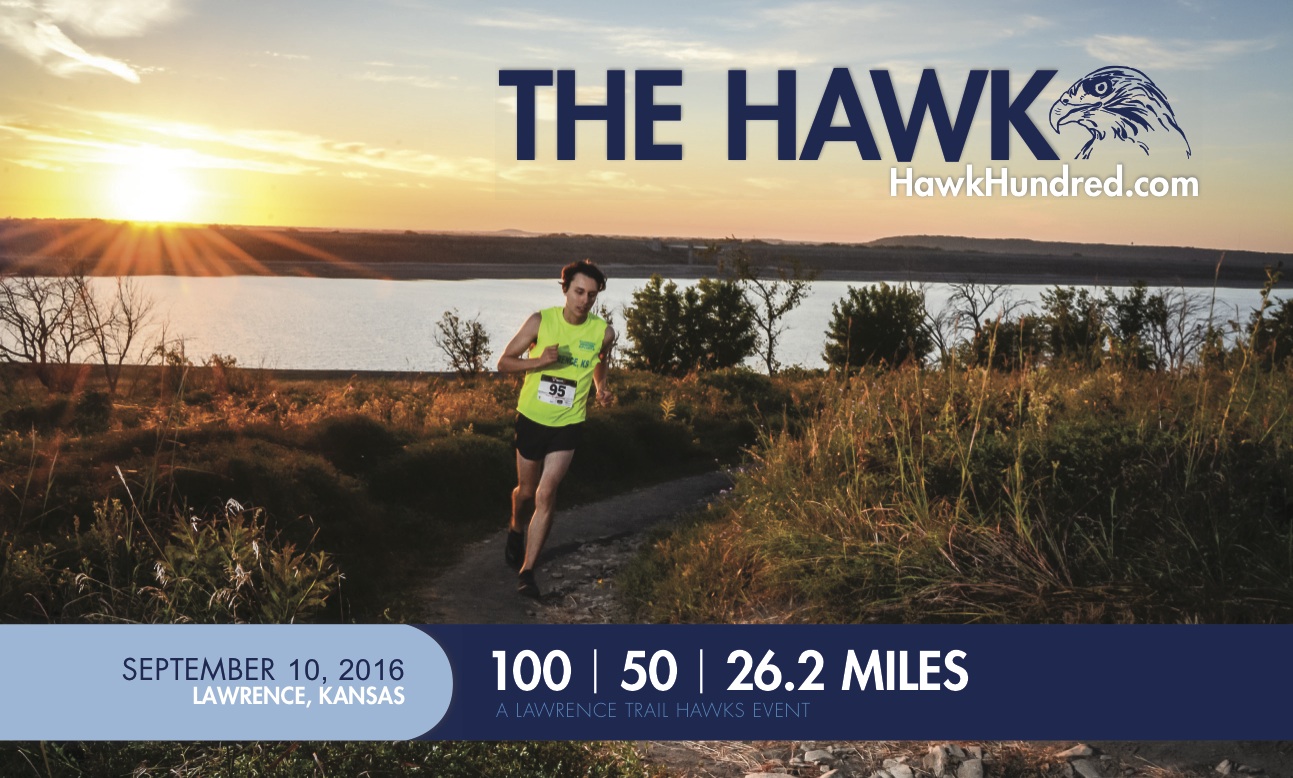 THE HAWK
HawkHundred.com
95
SEPTEMBER 10, 2016
LAWRENCE, KANSAS
100 | 50 | 26.2 MILES
A LAWRENCE TRAIL HAWKS EVENT